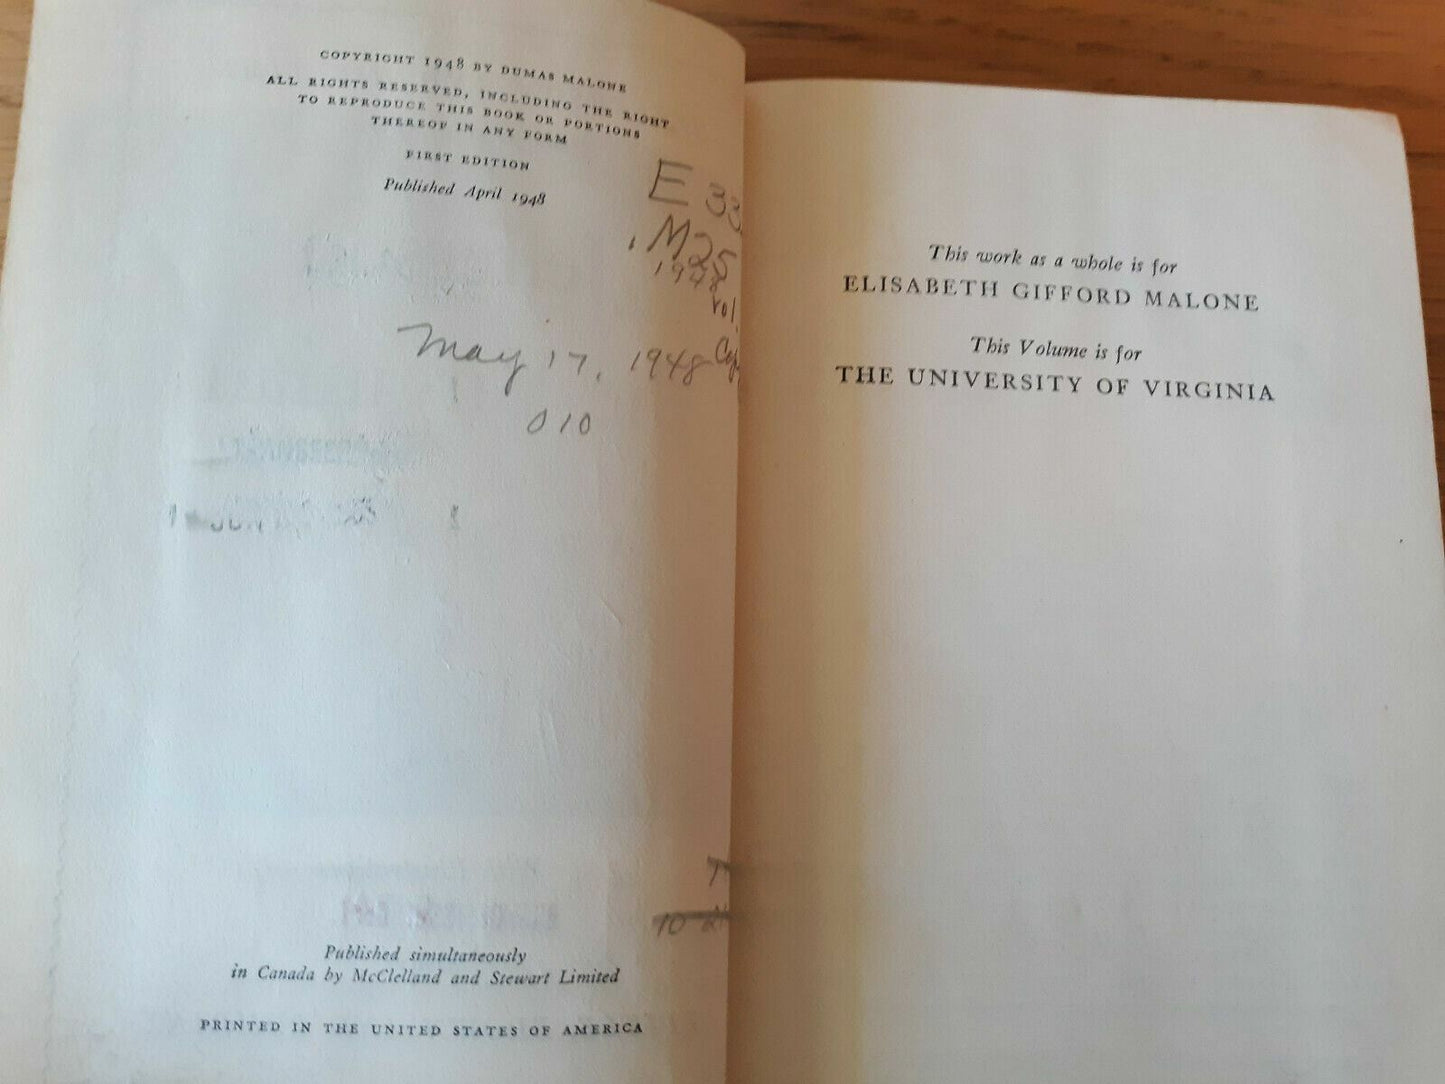 COPYRIGHT 1948 BY DUMAS MALONE
ALL RIGHTS RESERVED, INCLUDING THE RIGHT
TO REPRODUCE THIS BOOK OR PORTIONS
THEREOF IN ANY FORM
FIRST EDITION
Published April 1948
E 33
.M25
1948
vol.
May 17, 1948
010
Published simultaneously
in Canada by McClelland and Stewart Limited
PRINTED IN THE UNITED STATES OF AMERICA
This work as a whole is for
ELISABETH GIFFORD MALONE
This Volume is for
THE UNIVERSITY OF VIRGINIA